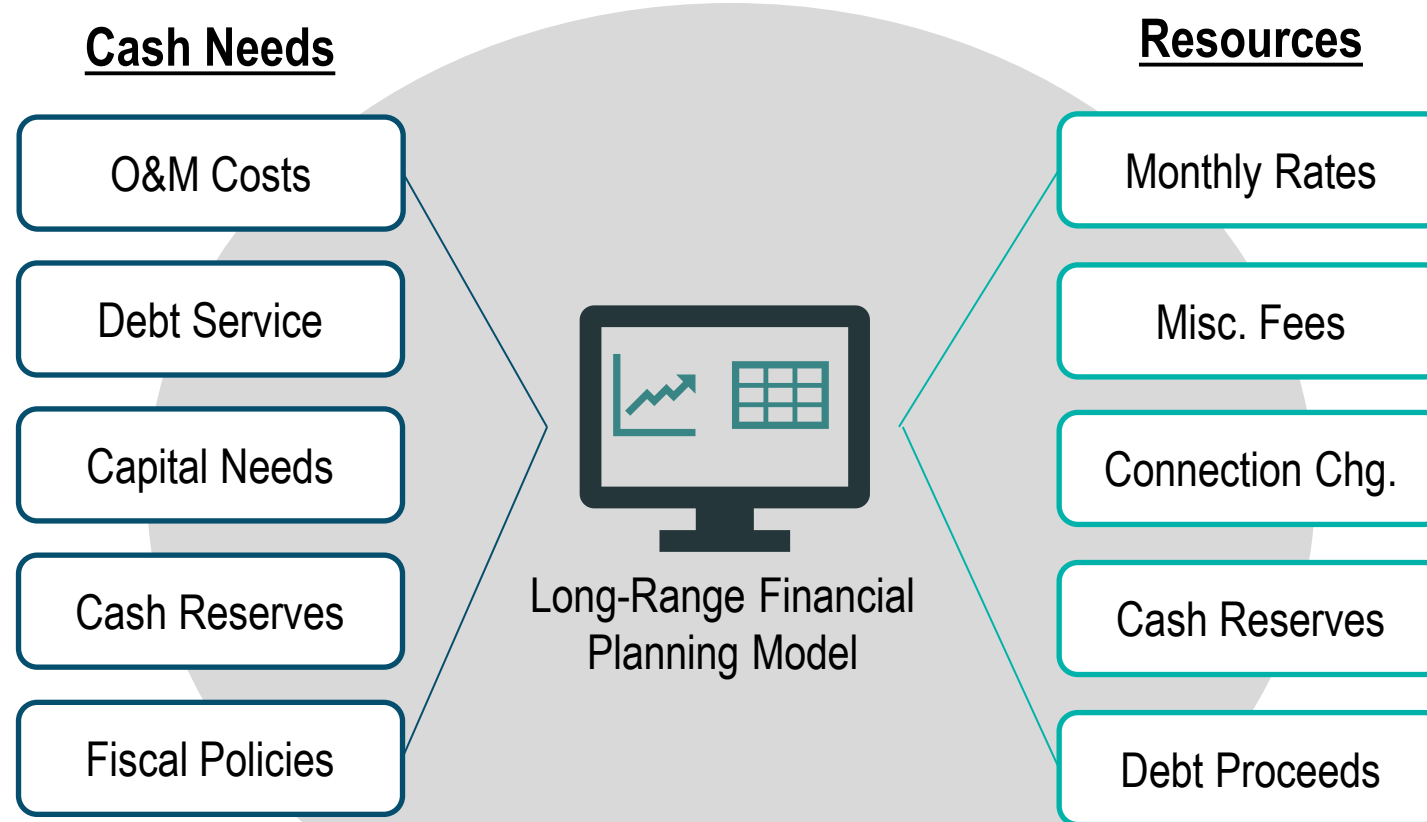 Cash Needs
O&M Costs
Debt Service
Capital Needs
Cash Reserves
Fiscal Policies
Long-Range Financial
Planning Model
Resources
Monthly Rates
Misc. Fees
Connection Chg.
Cash Reserves
Debt Proceeds